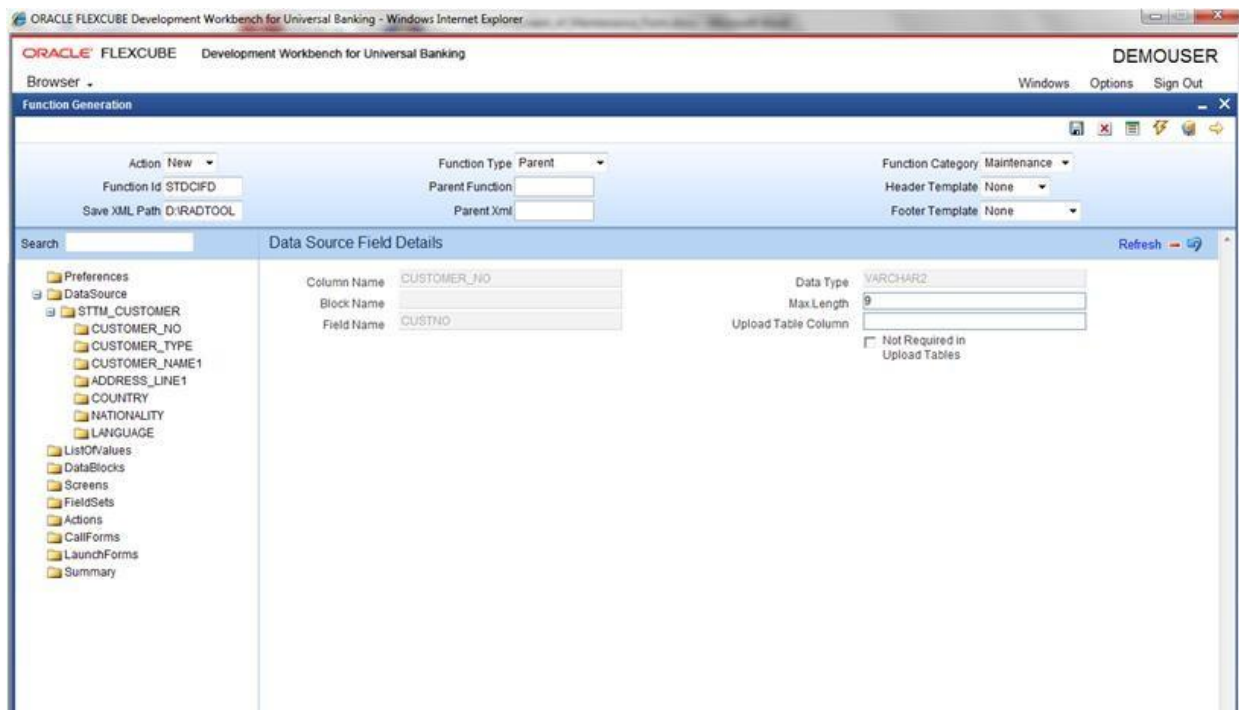 ORACLE FLEXCUBE Development Workbench for Universal Banking - Windows Internet Explorer
ORACLE FLEXCUBE Development Workbench for Universal Banking DEMOUSER
Browser Windows Options Sign Out
Function Generation
Action New Function Type Parent Function Category Maintenance
Function Id STDCIFD Parent Function Header Template None
Save XML Path D:\RADTOOL Parent Xml Footer Template None
Search Data Source Field Details Refresh
Preferences
DataSource
STTM_CUSTOMER
CUSTOMER_NO
CUSTOMER_TYPE
CUSTOMER_NAME1
ADDRESS_LINE1
COUNTRY
NATIONALITY
LANGUAGE
ListOfValues
DataBlocks
Screens
FieldSets
Actions
CallForms
LaunchForms
Summary
Column Name CUSTOMER_NO Data Type VARCHAR2
Block Name Max.Length 9
Field Name CUSTNO Upload Table Column
Not Required in
Upload Tables